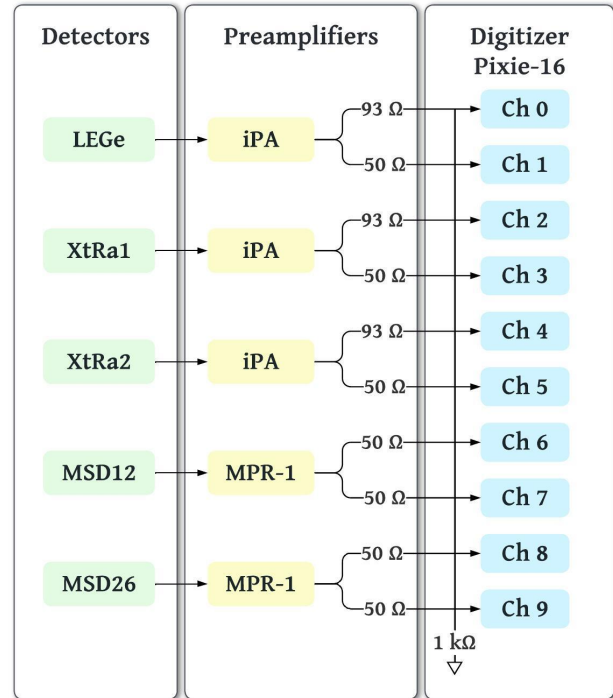 Detectors
Preamplifiers
Digitizer
Pixie-16
LEGe
iPA
93 Ω
Ch 0
50 Ω
Ch 1
XtRa1
iPA
93 Ω
Ch 2
50 Ω
Ch 3
XtRa2
iPA
93 Ω
Ch 4
50 Ω
Ch 5
MSD12
MPR-1
50 Ω
Ch 6
50 Ω
Ch 7
MSD26
MPR-1
50 Ω
Ch 8
50 Ω
Ch 9
1 kΩ